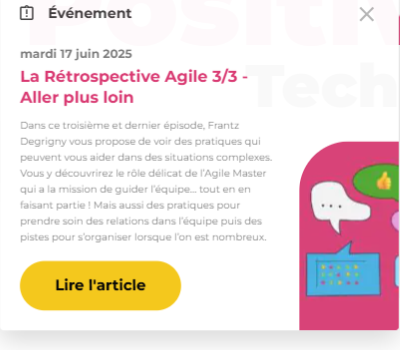 Positiv
Événement
Tech
mardi 17 juin 2025
La Rétrospective Agile 3/3 -
Aller plus loin
Dans ce troisième et dernier épisode, Frantz
Degrigny vous propose de voir des pratiques qui
peuvent vous aider dans des situations complexes.
Vous y découvrirez le rôle délicat de l'Agile Master
qui a la mission de guider l'équipe... tout en en
faisant partie ! Mais aussi des pratiques pour
prendre soin des relations dans l'équipe puis des
pistes pour s'organiser lorsque l'on est nombreux.
Lire l'article